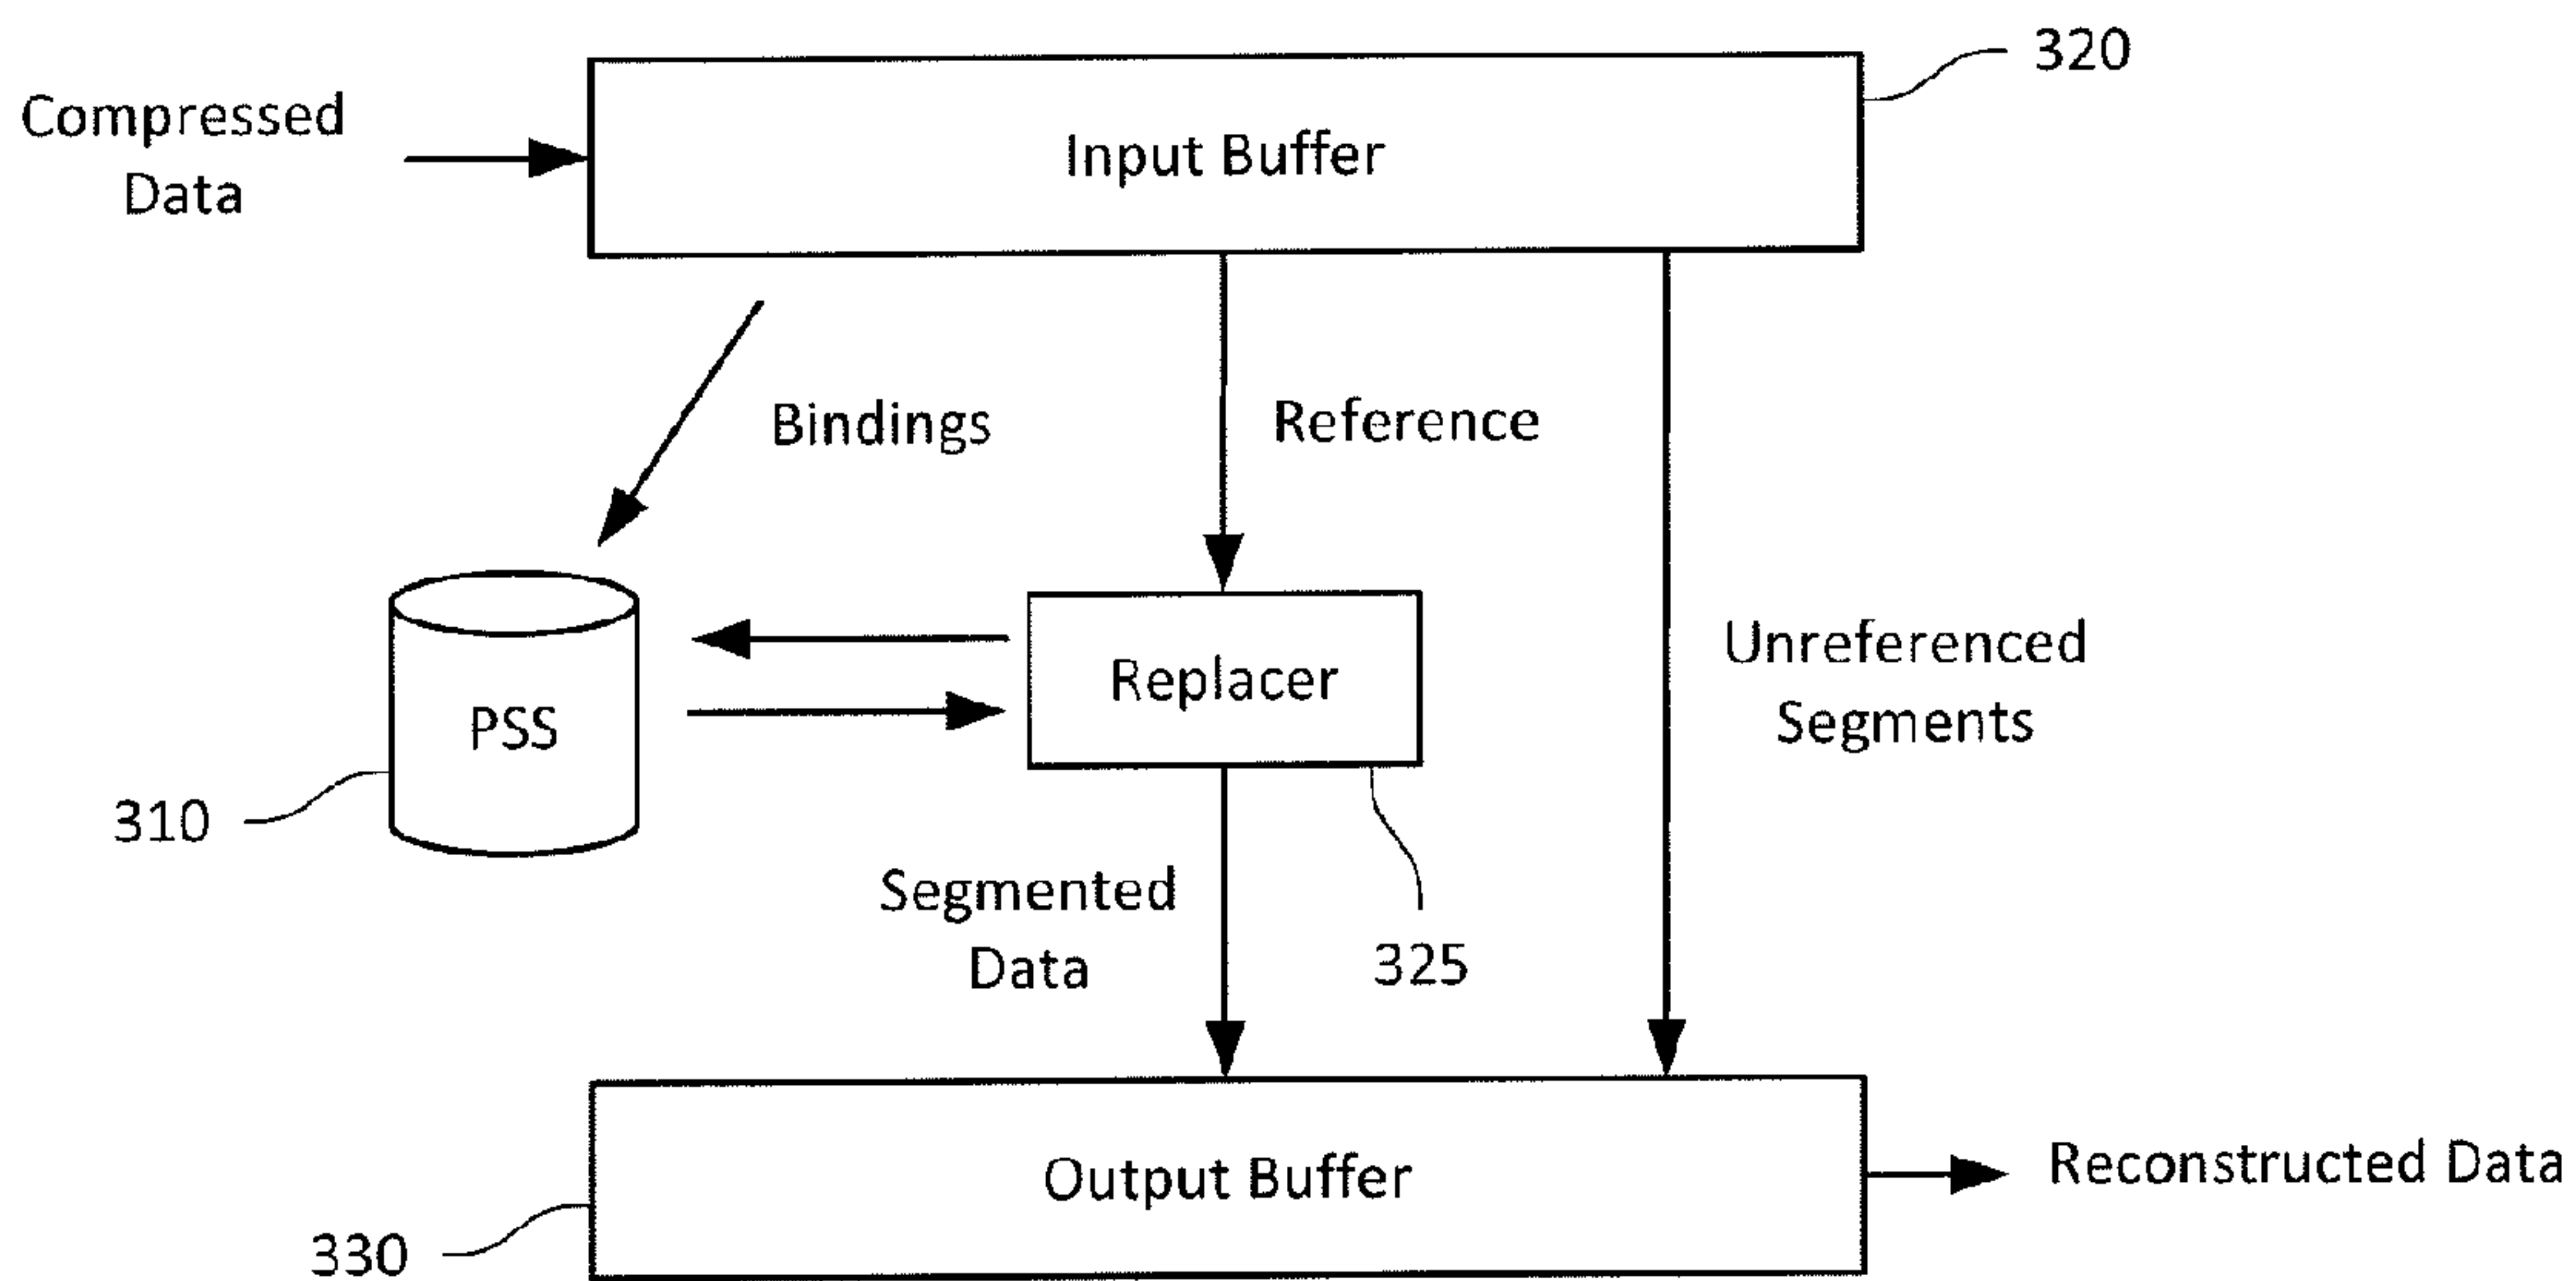 320
Compressed
Data
Input Buffer
Bindings
Reference
Unreferenced
Segments
Replacer
PSS
310
Segmented
Data
325
Output Buffer
Reconstructed Data
330